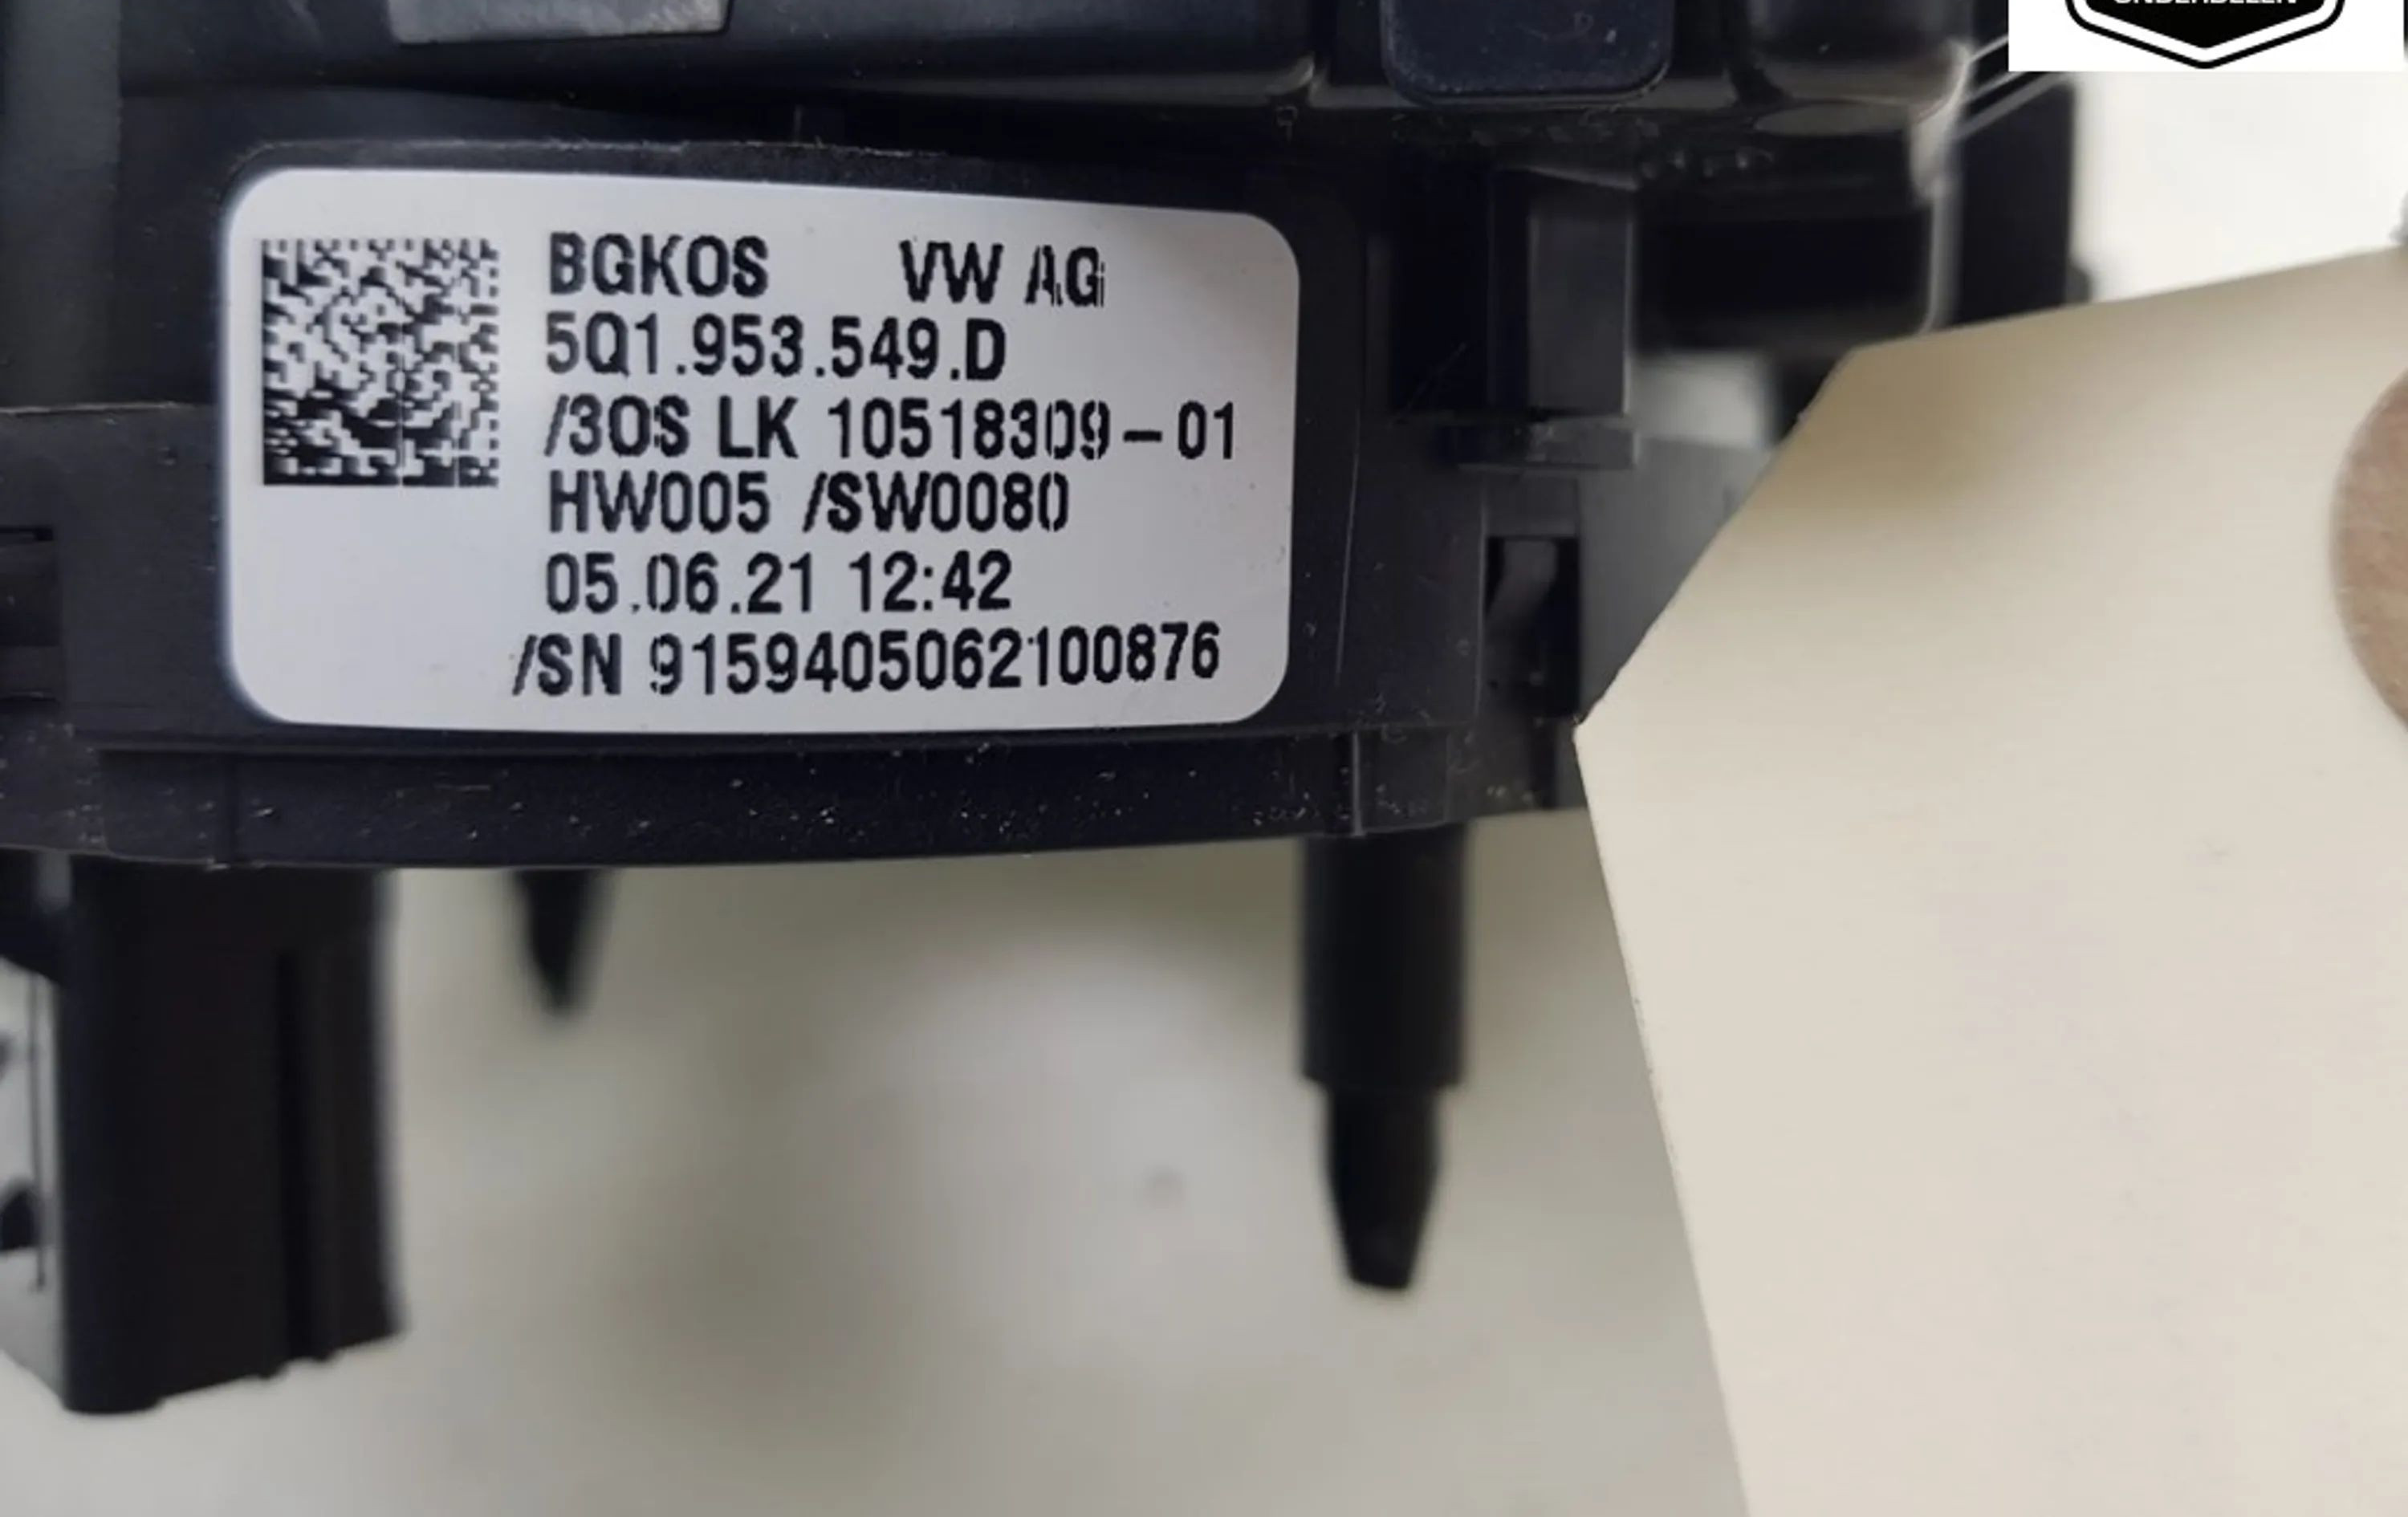 BGKOS VW AG
5Q1.953.549.D
/3OS LK 10518309-01
HW005 /SW0080
05.06.21 12:42
/SN 9159405062100876